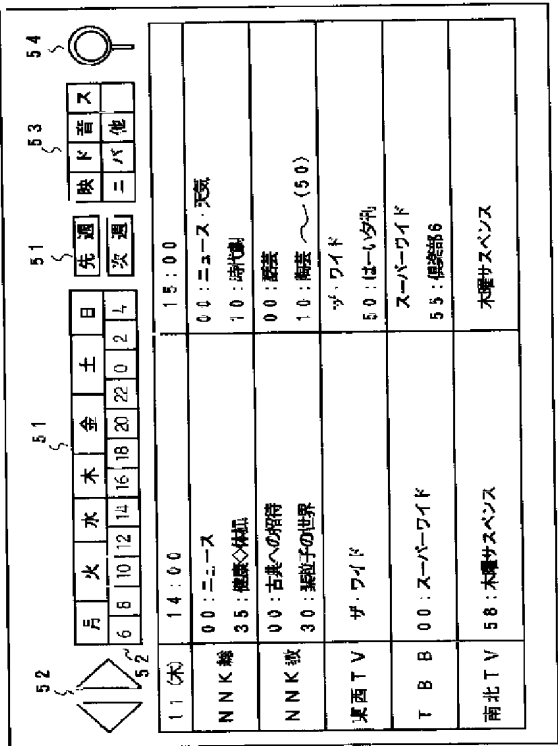 52 51 51 53 54
月 火 水 木 金 土 日 先週 映 ド 音 ス
6 8 10 12 14 16 18 20 22 0 2 4 次週 ニ バ 他
52
11(木) 14:00 15:00
NNK総 00:ニュース 00:ニュース・天気
35:健康◇体操 10:時代劇
NNK教 00:古典への招待 00:話芸
30:素粒子の世界 10:陶芸 〜(50)
東西TV ザ・ワイド ザ・ワイド
50:はーい夕刊
TBB 00:スーパーワイド スーパーワイド
55:倶楽部6
南北TV 58:木曜サスペンス 木曜サスペンス